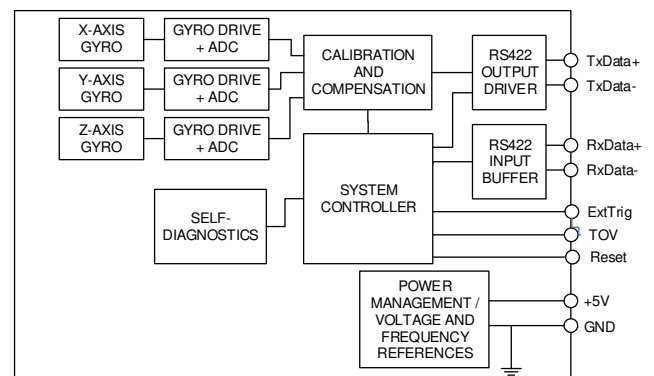 X-AXIS
GYRO
GYRO DRIVE
+ ADC
Y-AXIS
GYRO
GYRO DRIVE
+ ADC
Z-AXIS
GYRO
GYRO DRIVE
+ ADC
CALIBRATION
AND
COMPENSATION
RS422
OUTPUT
DRIVER
TxData+
TxData-
RS422
INPUT
BUFFER
RxData+
RxData-
SELF-
DIAGNOSTICS
SYSTEM
CONTROLLER
ExtTrig
TOV
Reset
POWER
MANAGEMENT /
VOLTAGE AND
FREQUENCY
REFERENCES
+5V
GND